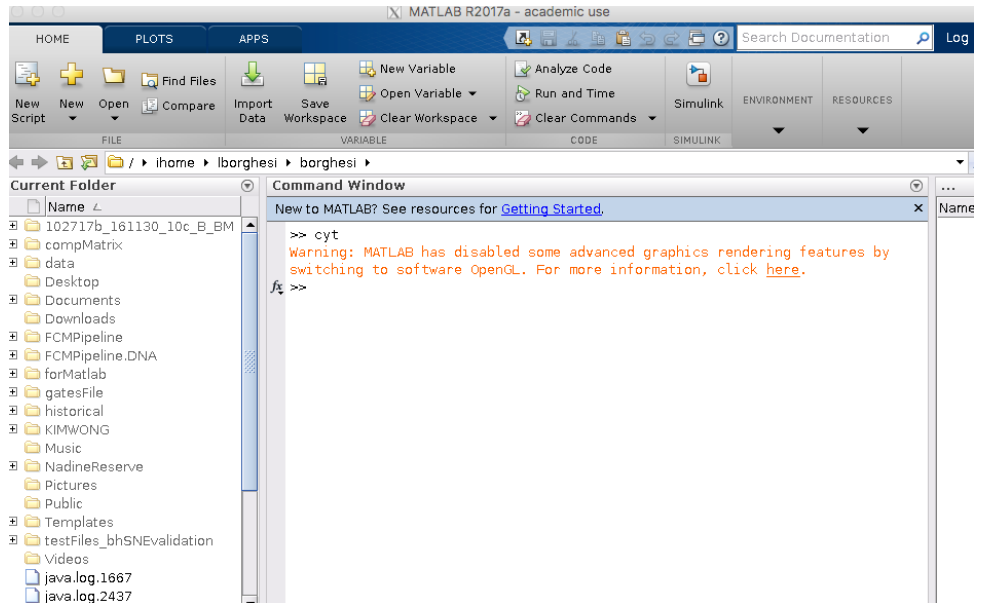 MATLAB R2017a - academic use
HOME PLOTS APPS Search Documentation Log
New Script New Open Find Files Compare Import Data Save Workspace New Variable Open Variable Clear Workspace Analyze Code Run and Time Clear Commands Simulink ENVIRONMENT RESOURCES
FILE VARIABLE CODE SIMULINK
/ ihome lborghesi borghesi
Current Folder
Name
102717b_161130_10c_B_BM
compMatrix
data
Desktop
Documents
Downloads
FCMPipeline
FCMPipeline.DNA
forMatlab
gatesFile
historical
KIMWONG
Music
NadineReserve
Pictures
Public
Templates
testFiles_bhSNEvalidation
Videos
java.log.1667
java.log.2437
Command Window
New to MATLAB? See resources for Getting Started.
>> cyt
Warning: MATLAB has disabled some advanced graphics rendering features by
switching to software OpenGL. For more information, click here.
fx >>
...
Name